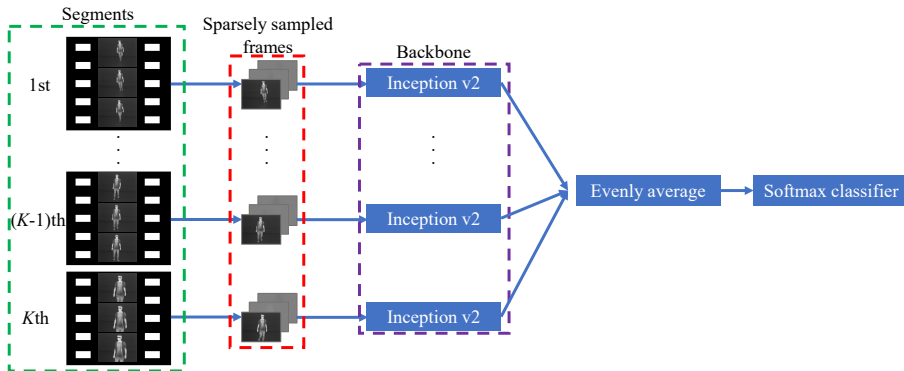 Segments
Sparsely sampled
frames
Backbone
1st
Inception v2
(K-1)th
Inception v2
Evenly average
Softmax classifier
Kth
Inception v2